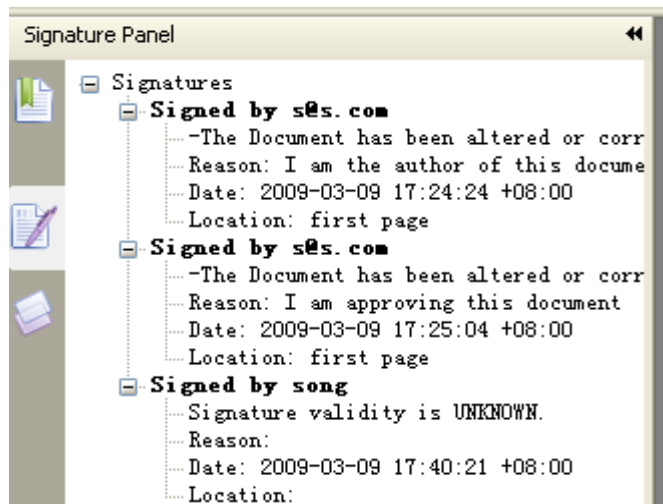 Signature Panel
Signatures
Signed by s@s.com
-The Document has been altered or corr
Reason: I am the author of this docume
Date: 2009-03-09 17:24:24 +08:00
Location: first page
Signed by s@s.com
-The Document has been altered or corr
Reason: I am approving this document
Date: 2009-03-09 17:25:04 +08:00
Location: first page
Signed by song
Signature validity is UNKNOWN.
Reason:
Date: 2009-03-09 17:40:21 +08:00
Location: